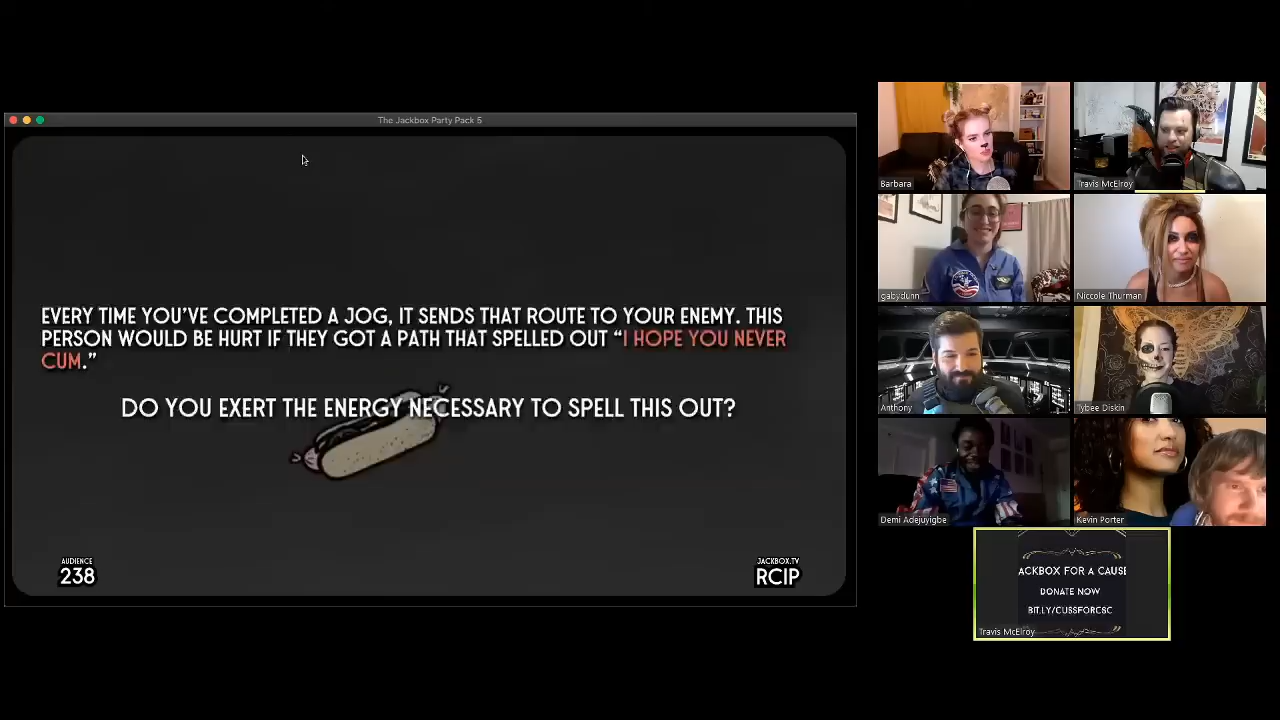 The Jackbox Party Pack 5
EVERY TIME YOU'VE COMPLETED A JOG, IT SENDS THAT ROUTE TO YOUR ENEMY. THIS
PERSON WOULD BE HURT IF THEY GOT A PATH THAT SPELLED OUT “I HOPE YOU NEVER
CUM.”
DO YOU EXERT THE ENERGY NECESSARY TO SPELL THIS OUT?
AUDIENCE
238
JACKBOX.TV
RCIP
Barbara
Travis McElroy
gabydunn
Niccole Thurman
Anthony
Tybee Diskin
Demi Adejuyigbe
Kevin Porter
ACKBOX FOR A CAUSE
DONATE NOW
BIT.LY/CUSSFORCSC
Travis McElroy